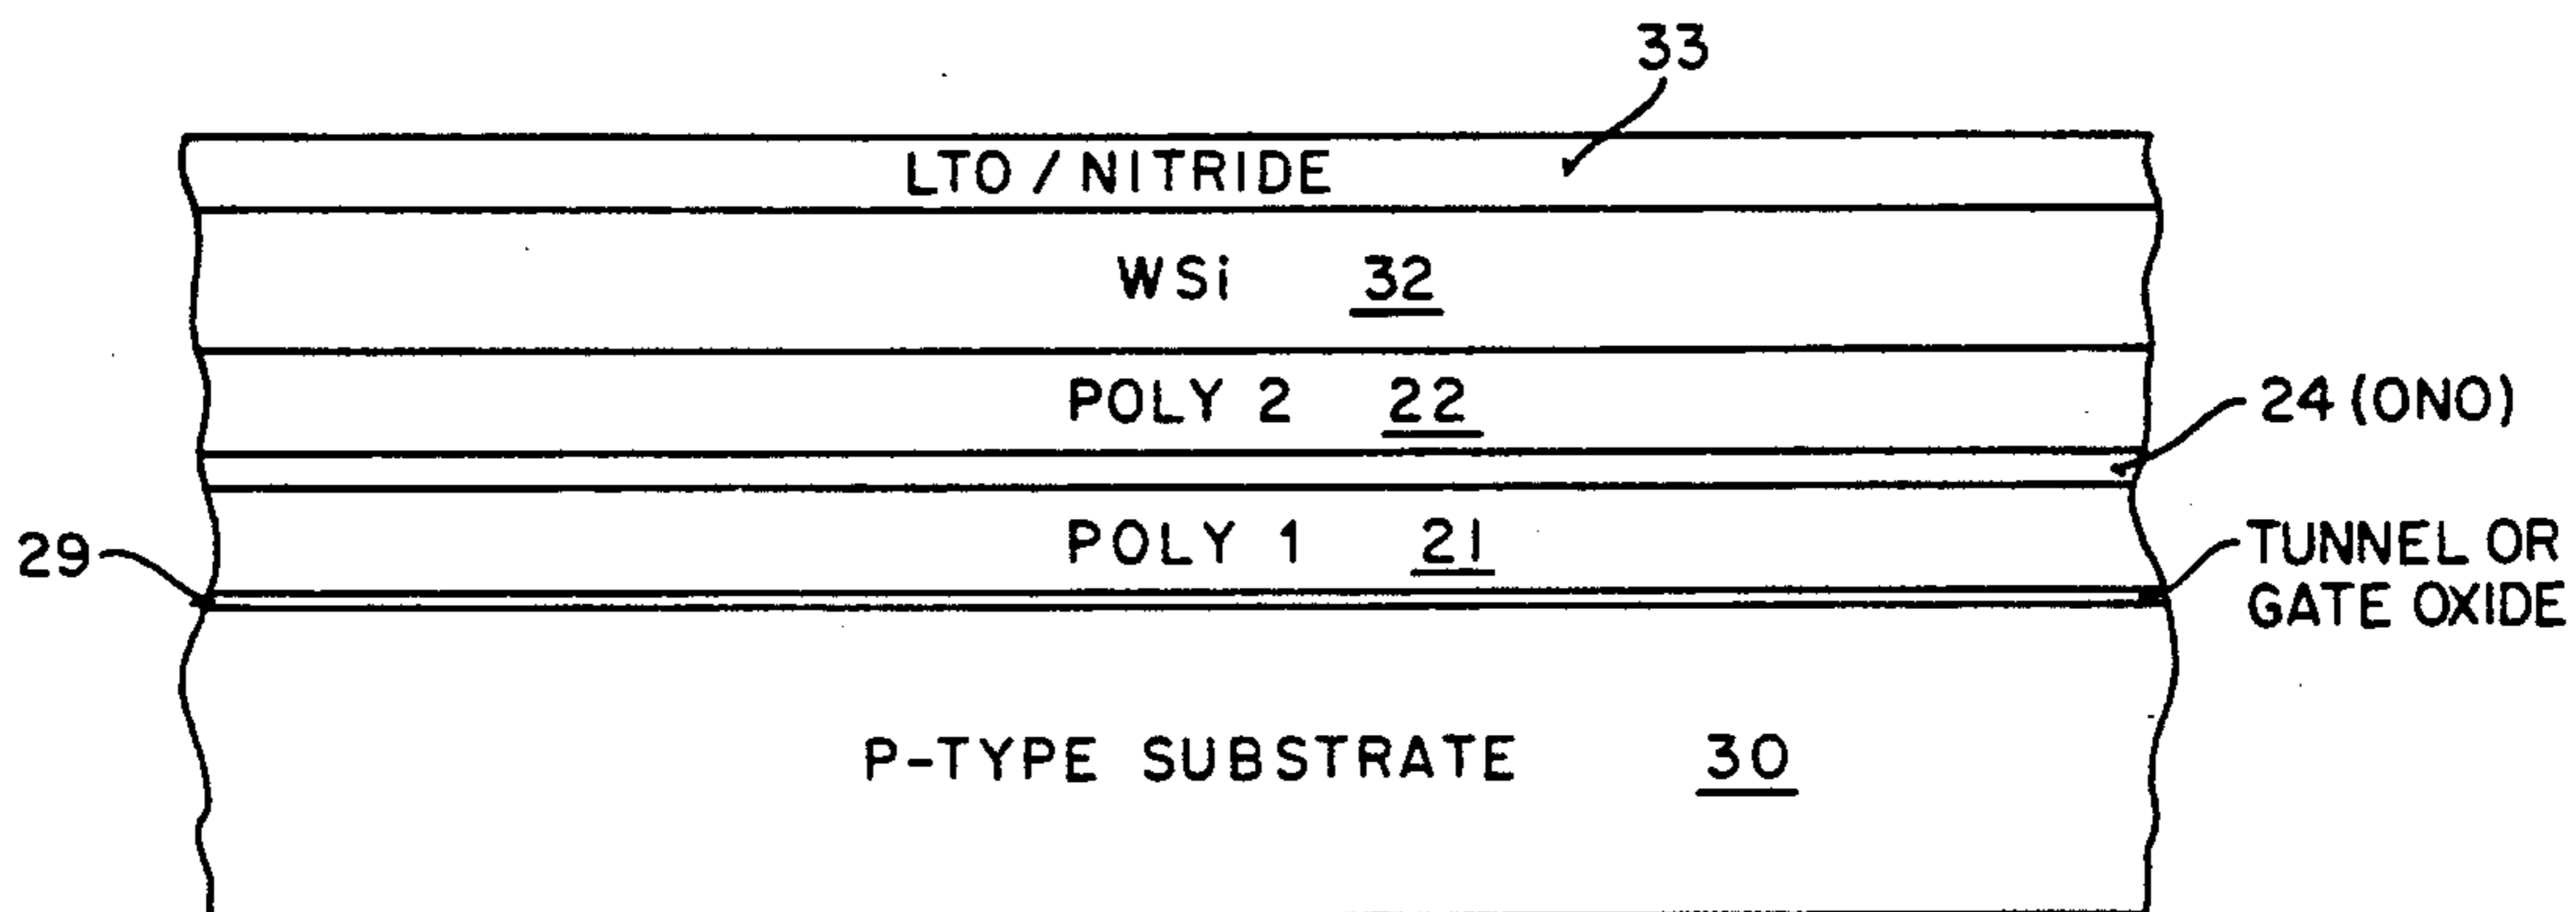 33
LTO / NITRIDE
WSi 32
POLY 2 22
24 (ONO)
POLY 1 21
29
TUNNEL OR
GATE OXIDE
P-TYPE SUBSTRATE 30